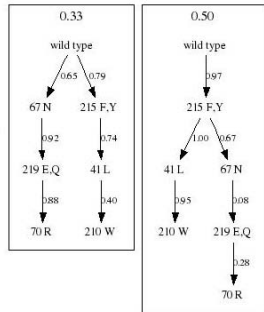 0.33
wild type
0.65 0.79
67 N 215 F,Y
0.92 0.74
219 E,Q 41 L
0.88 0.40
70 R 210 W
0.50
wild type
0.97
215 F,Y
1.00 0.67
41 L 67 N
0.95 0.08
210 W 219 E,Q
0.28
70 R